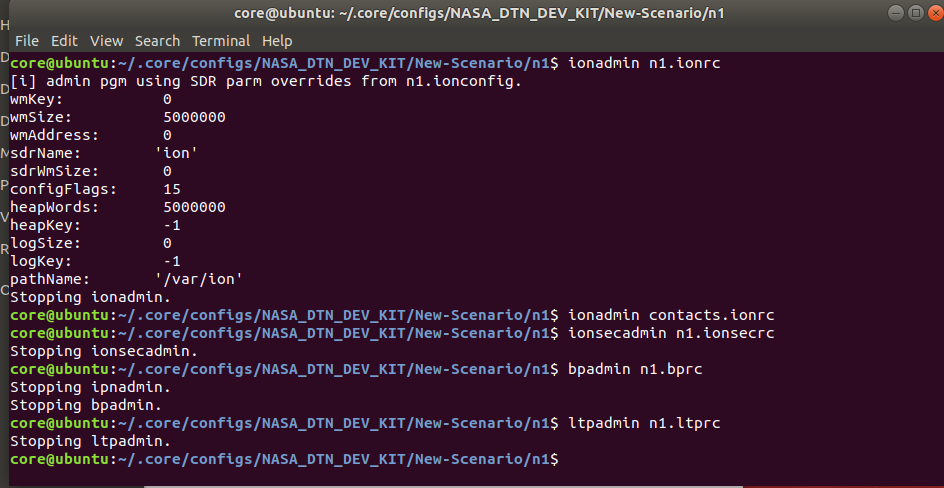 core@ubuntu: ~/.core/configs/NASA_DTN_DEV_KIT/New-Scenario/n1
File Edit View Search Terminal Help
core@ubuntu:~/.core/configs/NASA_DTN_DEV_KIT/New-Scenario/n1$ ionadmin n1.ionrc
[i] admin pgm using SDR parm overrides from n1.ionconfig.
wmKey: 0
wmSize: 5000000
wmAddress: 0
sdrName: 'ion'
sdrWmSize: 0
configFlags: 15
heapWords: 5000000
heapKey: -1
logSize: 0
logKey: -1
pathName: '/var/ion'
Stopping ionadmin.
core@ubuntu:~/.core/configs/NASA_DTN_DEV_KIT/New-Scenario/n1$ ionadmin contacts.ionrc
core@ubuntu:~/.core/configs/NASA_DTN_DEV_KIT/New-Scenario/n1$ ionsecadmin n1.ionsecrc
Stopping ionsecadmin.
core@ubuntu:~/.core/configs/NASA_DTN_DEV_KIT/New-Scenario/n1$ bpadmin n1.bprc
Stopping ipnadmin.
Stopping bpadmin.
core@ubuntu:~/.core/configs/NASA_DTN_DEV_KIT/New-Scenario/n1$ ltpadmin n1.ltprc
Stopping ltpadmin.
core@ubuntu:~/.core/configs/NASA_DTN_DEV_KIT/New-Scenario/n1$